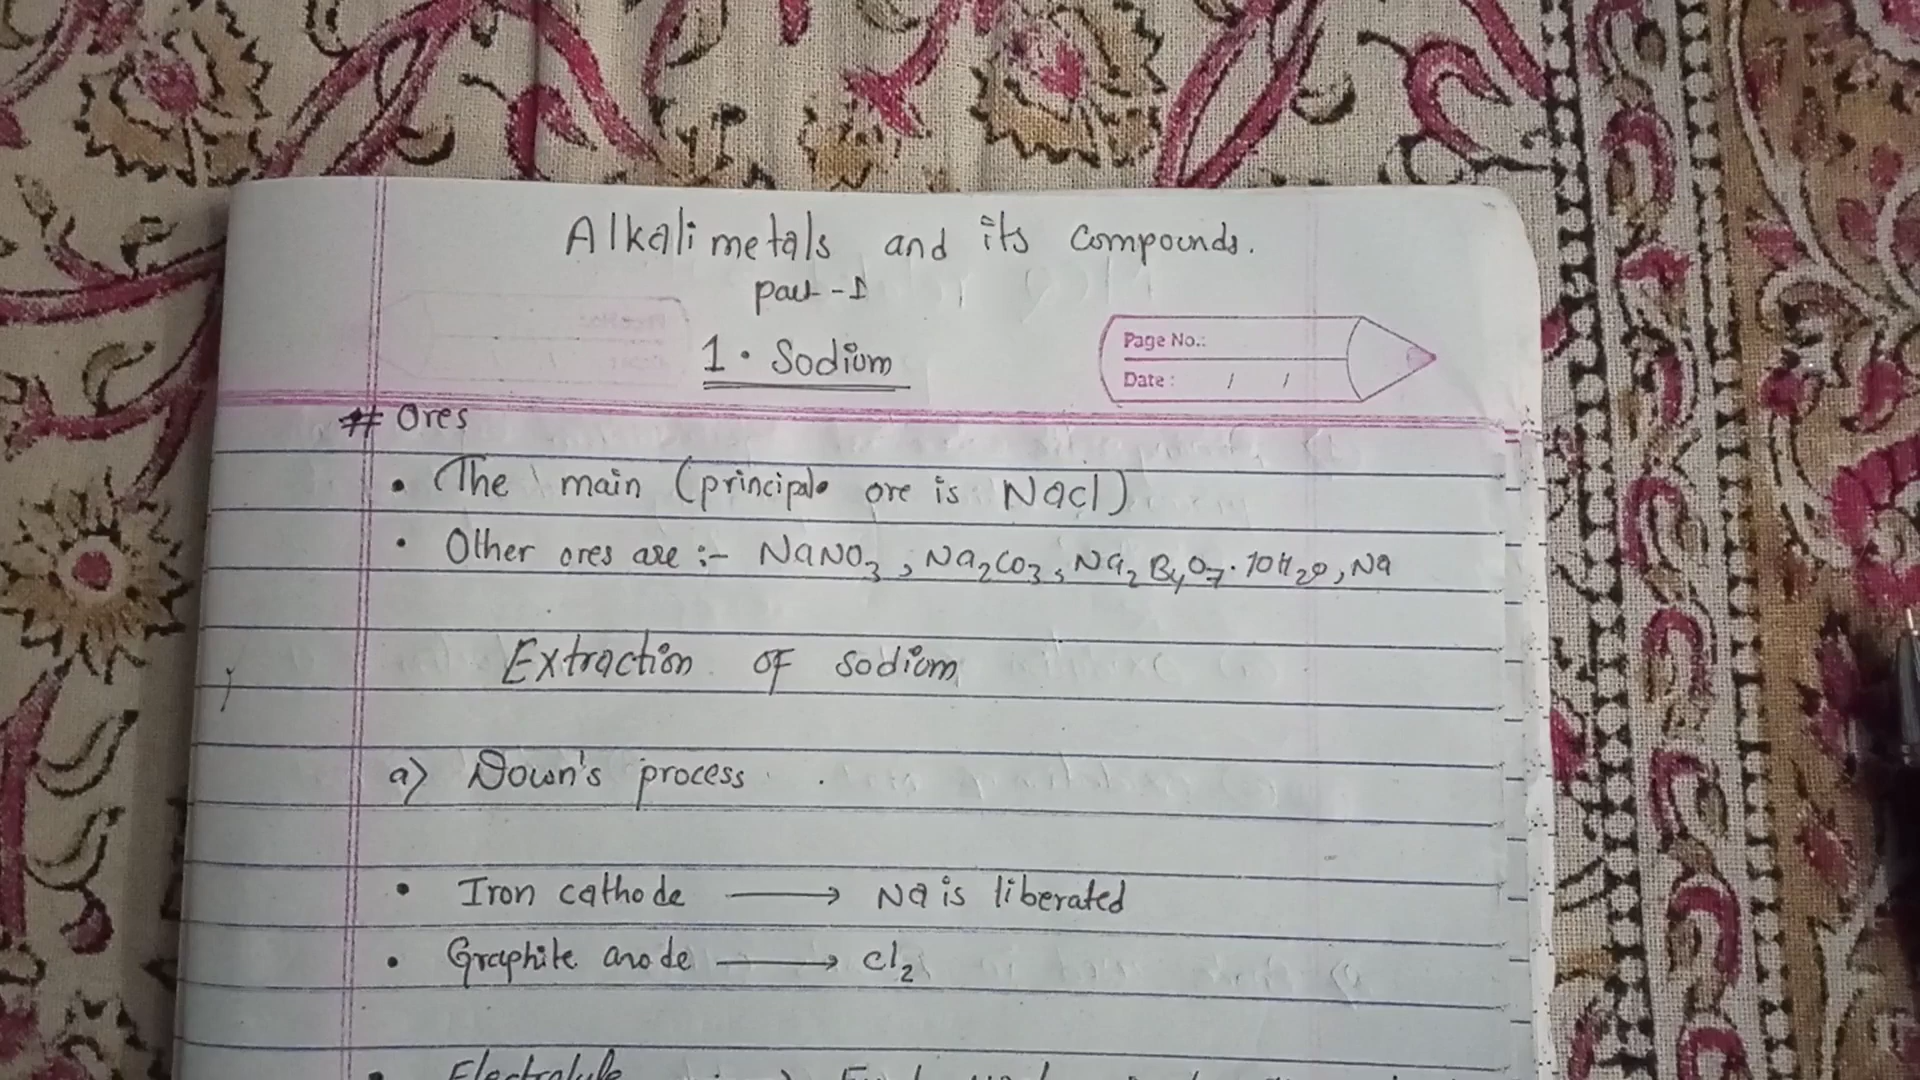 Alkali metals and its compounds.
part - I
1. Sodium
Page No.:
Date : / /
# Ores
• The main (principle ore is NaCl)
• Other ores are :- NaNO3, Na2CO3, Na2B4O7.10H2O, Na
Extraction of sodium
a) Down's process
• Iron cathode → Na is liberated
• Graphite anode → Cl2
• Electrolyte